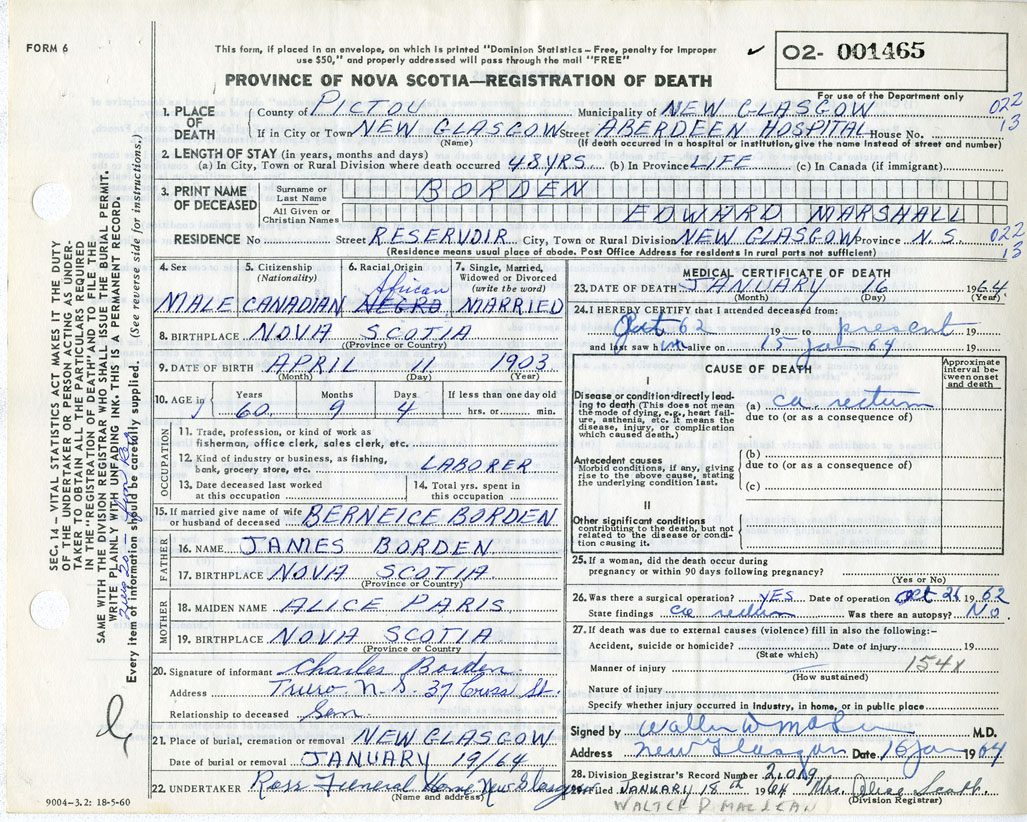 FORM 6
This form, if placed in an envelope, on which is printed "Dominion Statistics – Free, penalty for improper
use $50," and properly addressed will pass through the mail "FREE"
PROVINCE OF NOVA SCOTIA—REGISTRATION OF DEATH
✓ O2- 001465
For use of the Department only
1. PLACE OF DEATH County of PICTOU Municipality of NEW GLASGOW 022
If in City or Town NEW GLASGOW Street ABERDEEN HOSPITAL House No. 13
(Name) (If death occurred in a hospital or institution, give the name instead of street and number)
2. LENGTH OF STAY (in years, months and days)
(a) In City, Town or Rural Division where death occurred 48 YRS. (b) In Province LIFE (c) In Canada (if immigrant)
3. PRINT NAME OF DECEASED Surname or Last Name BORDEN
All Given or Christian Names EDWARD MARSHALL
RESIDENCE No. Street RESERVOIR City, Town or Rural Division NEW GLASGOW Province N.S. 022 13
(Residence means usual place of abode. Post Office Address for residents in rural parts not sufficient)
4. Sex 5. Citizenship (Nationality) 6. Racial Origin 7. Single, Married, Widowed or Divorced (write the word)
African
MALE CANADIAN NEGRO MARRIED
8. BIRTHPLACE NOVA SCOTIA
(Province or Country)
9. DATE OF BIRTH APRIL 11 1903
(Month) (Day) (Year)
10. AGE in Years Months Days If less than one day old
60 9 4 hrs. or min.
OCCUPATION
11. Trade, profession, or kind of work as
fisherman, office clerk, sales clerk, etc.
12. Kind of industry or business, as fishing,
bank, grocery store, etc. LABORER
13. Date deceased last worked
at this occupation
14. Total yrs. spent in
this occupation
15. If married give name of wife
or husband of deceased BERNEICE BORDEN
FATHER
16. NAME JAMES BORDEN
17. BIRTHPLACE NOVA SCOTIA
(Province or Country)
MOTHER
18. MAIDEN NAME ALICE PARIS
19. BIRTHPLACE NOVA SCOTIA
(Province or Country)
20. Signature of informant Charles Borden
Address Truro N.S. 37 Cross St.
Relationship to deceased Son
21. Place of burial, cremation or removal NEW GLASGOW
Date of burial or removal JANUARY 19/64
22. UNDERTAKER Ross Funeral Home New Glasgow
(Name and address)
9004-3.2: 18-5-60
MEDICAL CERTIFICATE OF DEATH
23. DATE OF DEATH JANUARY 16 1964
(Month) (Day) (Year)
24. I HEREBY CERTIFY that I attended deceased from:
Oct 62 19 to present 19
and last saw him alive on 15 Jan 64 19
CAUSE OF DEATH
Approximate interval between onset and death
I
Disease or condition directly leading to death (This does not mean the mode of dying, e.g., heart failure, asthenia, etc. It means the disease, injury, or complication which caused death.)
(a) ca. rectum
due to (or as a consequence of)
Antecedent causes
Morbid conditions, if any, giving rise to the above cause, stating the underlying condition last.
(b)
due to (or as a consequence of)
(c)
II
Other significant conditions
contributing to the death, but not related to the disease or condition causing it.
25. If a woman, did the death occur during
pregnancy or within 90 days following pregnancy?
(Yes or No)
26. Was there a surgical operation? YES Date of operation Oct 26 1962
State findings ca rectum Was there an autopsy? NO
27. If death was due to external causes (violence) fill in also the following:–
Accident, suicide or homicide? Date of injury 19
(State which) 154X
Manner of injury
(How sustained)
Nature of injury
Specify whether injury occurred in industry, in home, or in public place
Signed by M.D.
Address New Glasgow Date 16 Jan 1964
28. Division Registrar's Record Number
Filed JANUARY 18th 1964 Mrs. Alice
(Division Registrar)
WALTER D MACLEAN
SEC. 14 – VITAL STATISTICS ACT MAKES IT THE DUTY
OF THE UNDERTAKER OR PERSON ACTING AS UNDER-
TAKER TO OBTAIN ALL THE PARTICULARS REQUIRED
IN THE "REGISTRATION OF DEATH" AND TO FILE THE
SAME WITH THE DIVISION REGISTRAR WHO SHALL ISSUE THE BURIAL PERMIT.
WRITE PLAINLY WITH UNFADING INK. THIS IS A PERMANENT RECORD.
Every item of information should be carefully supplied. (See reverse side for instructions.)